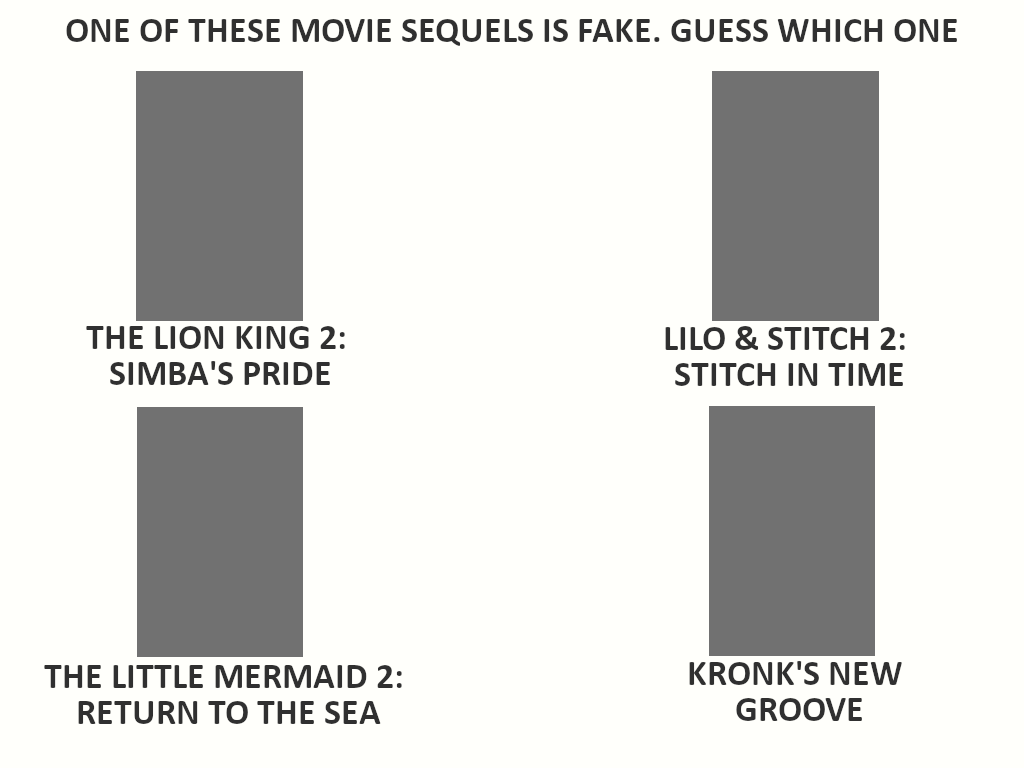 ONE OF THESE MOVIE SEQUELS IS FAKE. GUESS WHICH ONE
THE LION KING 2:
SIMBA'S PRIDE
LILO & STITCH 2:
STITCH IN TIME
THE LITTLE MERMAID 2:
RETURN TO THE SEA
KRONK'S NEW
GROOVE